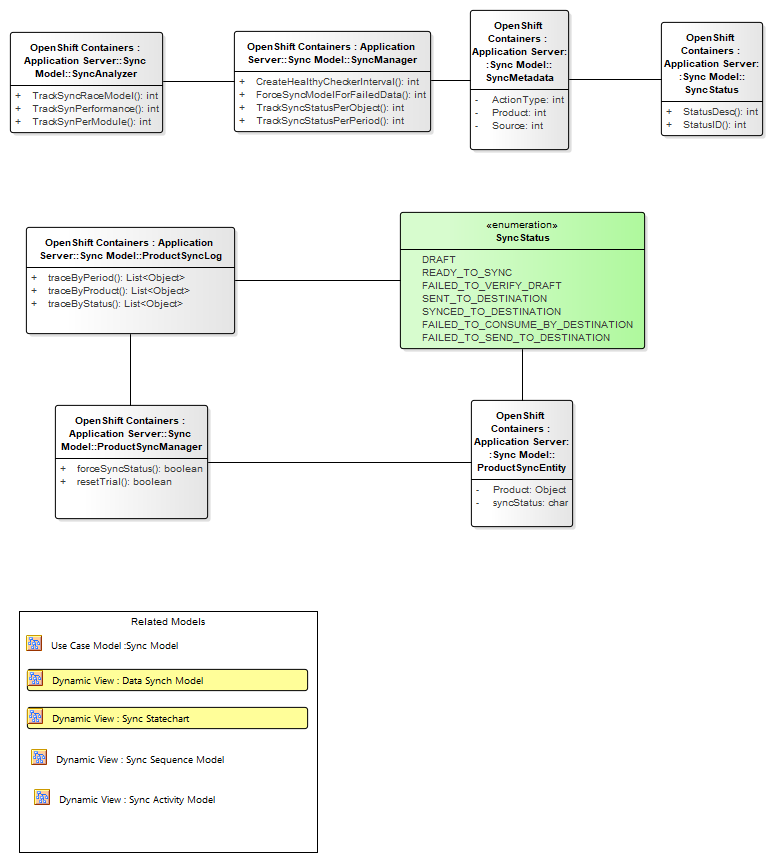 OpenShift Containers :
Application Server::Sync
Model::SyncAnalyzer
+ TrackSyncRaceModel(): int
+ TrackSynPerformance(): int
+ TrackSynPerModule(): int
OpenShift Containers : Application
Server::Sync Model::SyncManager
+ CreateHealthyCheckerInterval(): int
+ ForceSyncModelForFailedData(): int
+ TrackSyncStatusPerObject(): int
+ TrackSyncStatusPerPeriod(): int
OpenShift
Containers :
Application Server:
:Sync Model::
SyncMetadata
- ActionType: int
- Product: int
- Source: int
OpenShift
Containers :
Application Server:
:Sync Model::
SyncStatus
+ StatusDesc(): int
+ StatusID(): int
OpenShift Containers : Application
Server::Sync Model::ProductSyncLog
+ traceByPeriod(): List<Object>
+ traceByProduct(): List<Object>
+ traceByStatus(): List<Object>
«enumeration»
SyncStatus
DRAFT
READY_TO_SYNC
FAILED_TO_VERIFY_DRAFT
SENT_TO_DESTINATION
SYNCED_TO_DESTINATION
FAILED_TO_CONSUME_BY_DESTINATION
FAILED_TO_SEND_TO_DESTINATION
OpenShift Containers :
Application Server::Sync
Model::ProductSyncManager
+ forceSyncStatus(): boolean
+ resetTrial(): boolean
OpenShift
Containers :
Application Server:
:Sync Model::
ProductSyncEntity
- Product: Object
- syncStatus: char
Related Models
Use Case Model :Sync Model
Dynamic View : Data Synch Model
Dynamic View : Sync Statechart
Dynamic View : Sync Sequence Model
Dynamic View : Sync Activity Model